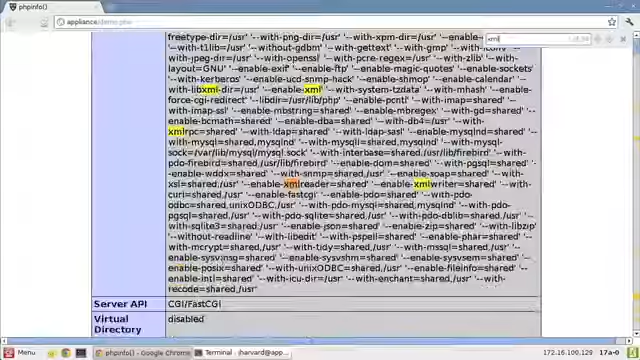 phpinfo()
appliance/demo.php
xml
freetype-dir=/usr' '--with-png-dir=/usr' '--with-xpm-dir=/usr' '--enable-
'--with-t1lib=/usr' '--without-gdbm' '--with-gettext' '--with-gmp' '--with-iconv'
'--with-jpeg-dir=/usr' '--with-openssl' '--with-pcre-regex=/usr' '--with-zlib' '--with-
layout=GNU' '--enable-exif' '--enable-ftp' '--enable-magic-quotes' '--enable-sockets'
'--with-kerberos' '--enable-ucd-snmp-hack' '--enable-shmop' '--enable-calendar'
'--with-libxml-dir=/usr' '--enable-xml' '--with-system-tzdata' '--with-mhash' '--enable-
force-cgi-redirect' '--libdir=/usr/lib/php' '--enable-pcntl' '--with-imap=shared'
'--with-imap-ssl' '--enable-mbstring=shared' '--enable-mbregex' '--with-gd=shared'
'--enable-bcmath=shared' '--enable-dba=shared' '--with-db4=/usr' '--with-
xmlrpc=shared' '--with-ldap=shared' '--with-ldap-sasl' '--enable-mysqlnd=shared' '--with-
mysql=shared,mysqlnd' '--with-mysqli=shared,mysqlnd' '--with-mysql-
sock=/var/lib/mysql/mysql.sock' '--with-interbase=shared,/usr/lib/firebird' '--with-
pdo-firebird=shared,/usr/lib/firebird' '--enable-dom=shared' '--with-pgsql=shared'
'--enable-wddx=shared' '--with-snmp=shared,/usr' '--enable-soap=shared' '--with-
xsl=shared,/usr' '--enable-xmlreader=shared' '--enable-xmlwriter=shared' '--with-
curl=shared,/usr' '--enable-fastcgi' '--enable-pdo=shared' '--with-pdo-
odbc=shared,unixODBC,/usr' '--with-pdo-mysql=shared,mysqlnd' '--with-pdo-
pgsql=shared,/usr' '--with-pdo-sqlite=shared,/usr' '--with-pdo-dblib=shared,/usr'
'--with-sqlite3=shared,/usr' '--enable-json=shared' '--enable-zip=shared' '--with-libzip'
'--without-readline' '--with-libedit' '--with-pspell=shared' '--enable-phar=shared' '--with-
mcrypt=shared,/usr' '--with-tidy=shared,/usr' '--with-mssql=shared,/usr' '--enable-
sysvmsg=shared' '--enable-sysvshm=shared' '--enable-sysvsem=shared' '--enable-
posix=shared' '--with-unixODBC=shared,/usr' '--enable-fileinfo=shared' '--enable-
intl=shared' '--with-icu-dir=/usr' '--with-enchant=shared,/usr' '--with-
recode=shared,/usr'
Server API CGI/FastCGI
Virtual Directory disabled
Menu phpinfo() - Google Chrome Terminal - jharvard@app... 172.16.100.129 17a-0